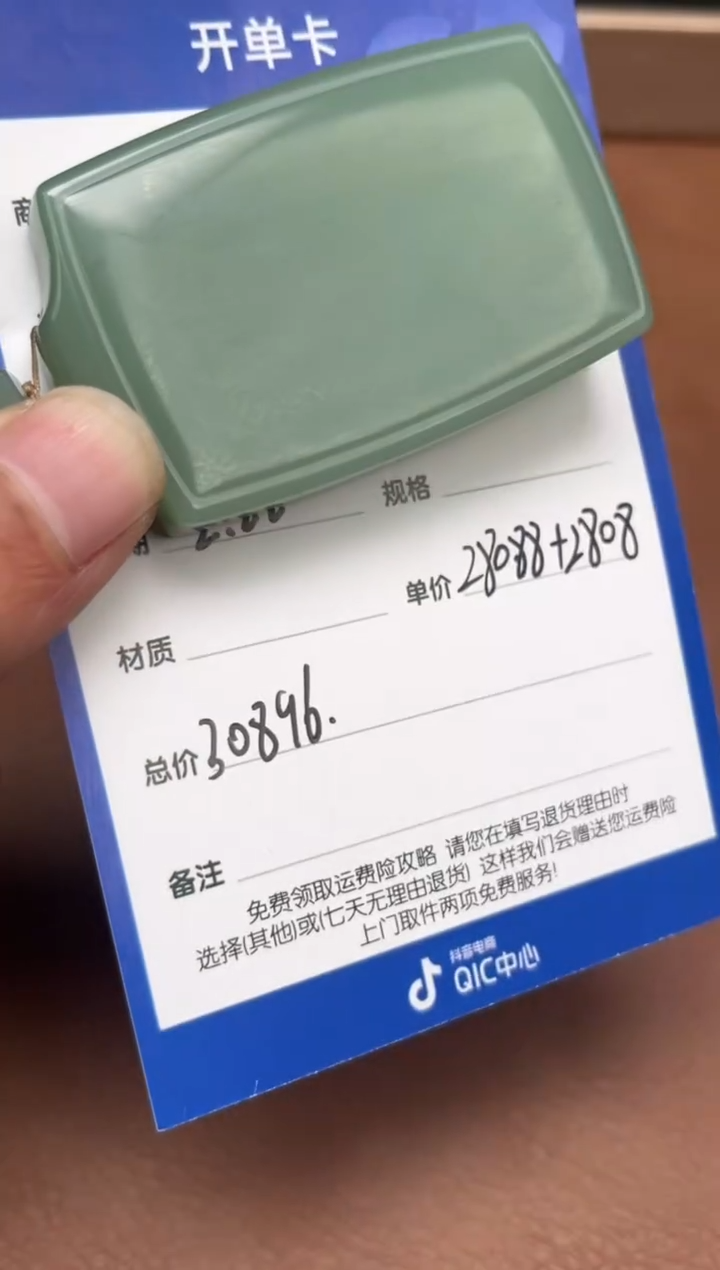 开单卡
商
期 2.88
规格
单价 28088+2808
材质
总价 30896.
备注
免费领取运费险攻略 请您在填写退货理由时
选择(其他)或(七天无理由退货) 这样我们会赠送您运费险
上门取件两项免费服务!
抖音电商
QIC中心